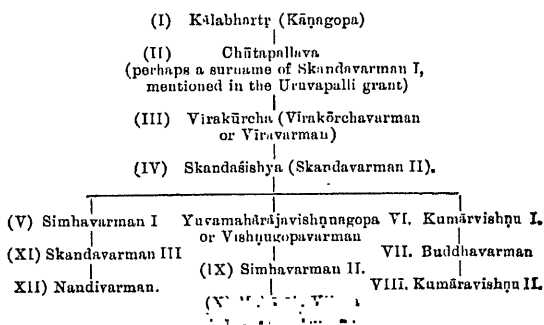 (I) Kālabhartṛ (Kāṇagopa)
(II) Chūtapallava
(perhaps a surname of Skandavarman I,
mentioned in the Uruvapalli grant)
(III) Virakūrcha (Virakōrchavarman
or Vīravarman)
(IV) Skandaśishya (Skandavarman II).
(V) Simhavarman I Yuvamahārājavishṇugopa VI. Kumārvishṇu I.
or Vishṇugopavarman
(XI) Skandavarman III VII. Buddhavarman
(IX) Simhavarman II.
XII) Nandivarman. VIII. Kumāravishṇu II.
(X)